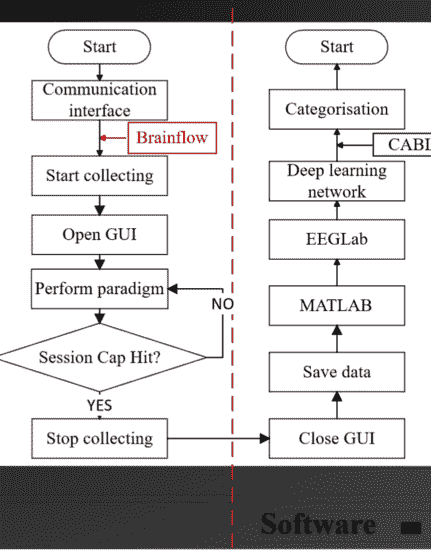 Start
Communication
interface
Brainflow
Start collecting
Open GUI
Perform paradigm
NO
Session Cap Hit?
YES
Stop collecting
Start
Categorisation
CABL
Deep learning
network
EEGLab
MATLAB
Save data
Close GUI
Software